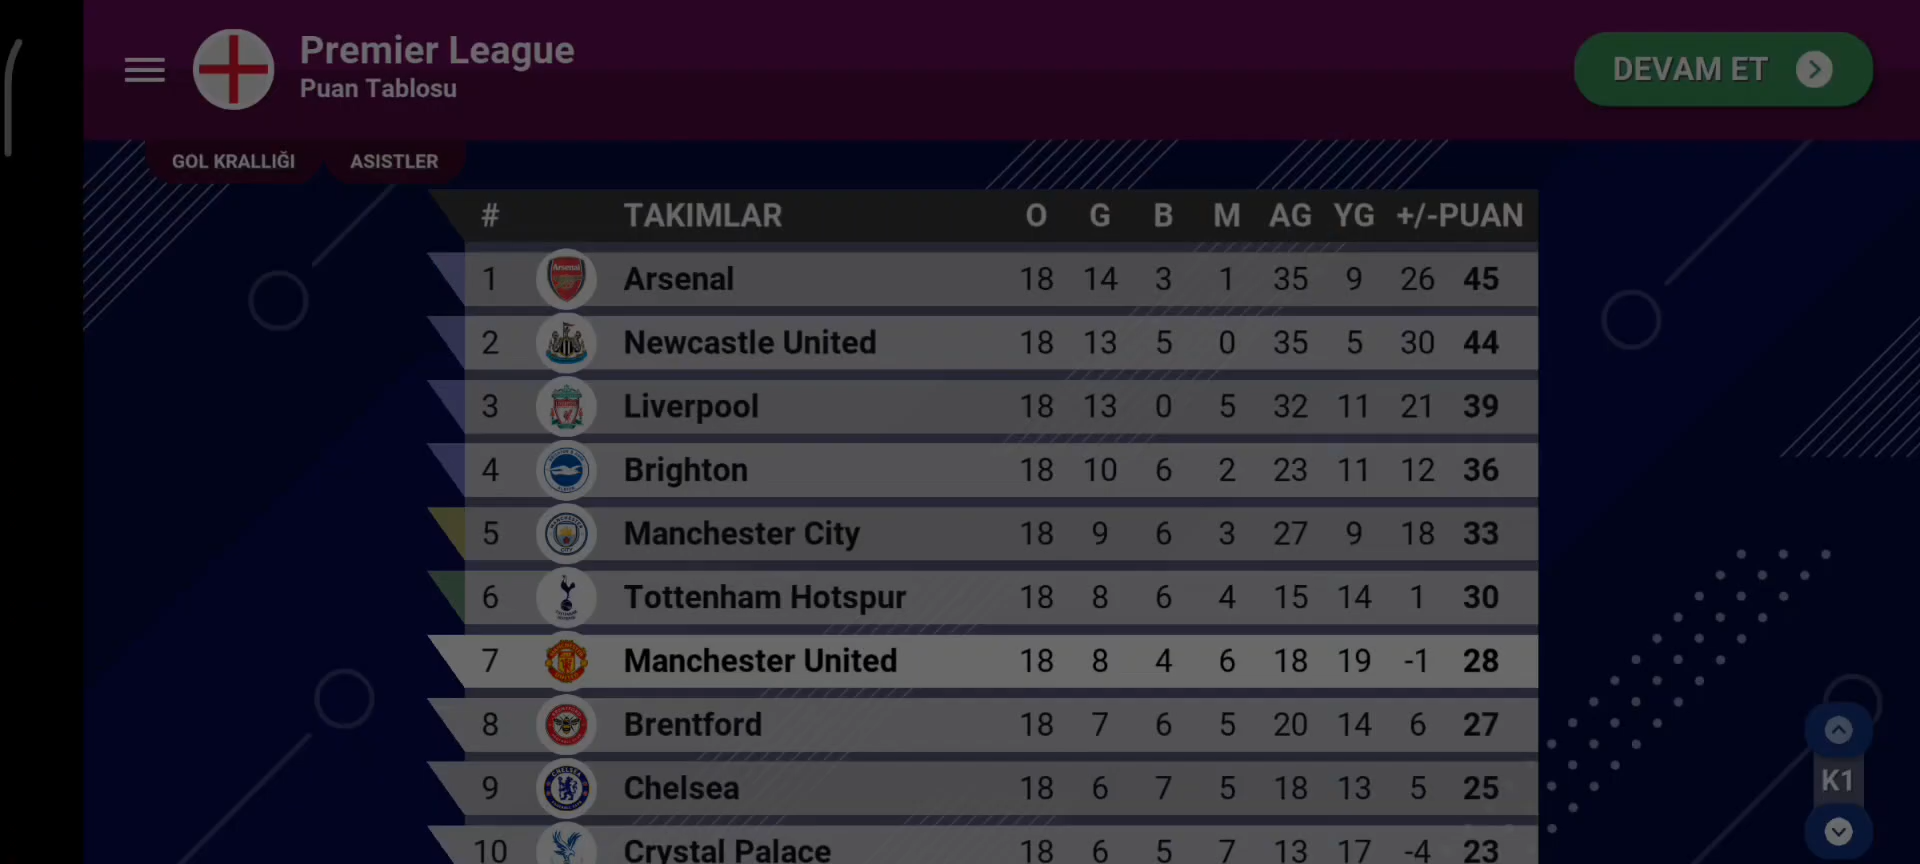 Premier League
Puan Tablosu
DEVAM ET
GOL KRALLIĞI ASISTLER
# TAKIMLAR O G B M AG YG +/-PUAN
1 Arsenal 18 14 3 1 35 9 26 45
2 Newcastle United 18 13 5 0 35 5 30 44
3 Liverpool 18 13 0 5 32 11 21 39
4 Brighton 18 10 6 2 23 11 12 36
5 Manchester City 18 9 6 3 27 9 18 33
6 Tottenham Hotspur 18 8 6 4 15 14 1 30
7 Manchester United 18 8 4 6 18 19 -1 28
8 Brentford 18 7 6 5 20 14 6 27
9 Chelsea 18 6 7 5 18 13 5 25
10 Crystal Palace 18 6 5 7 13 17 -4 23
K1